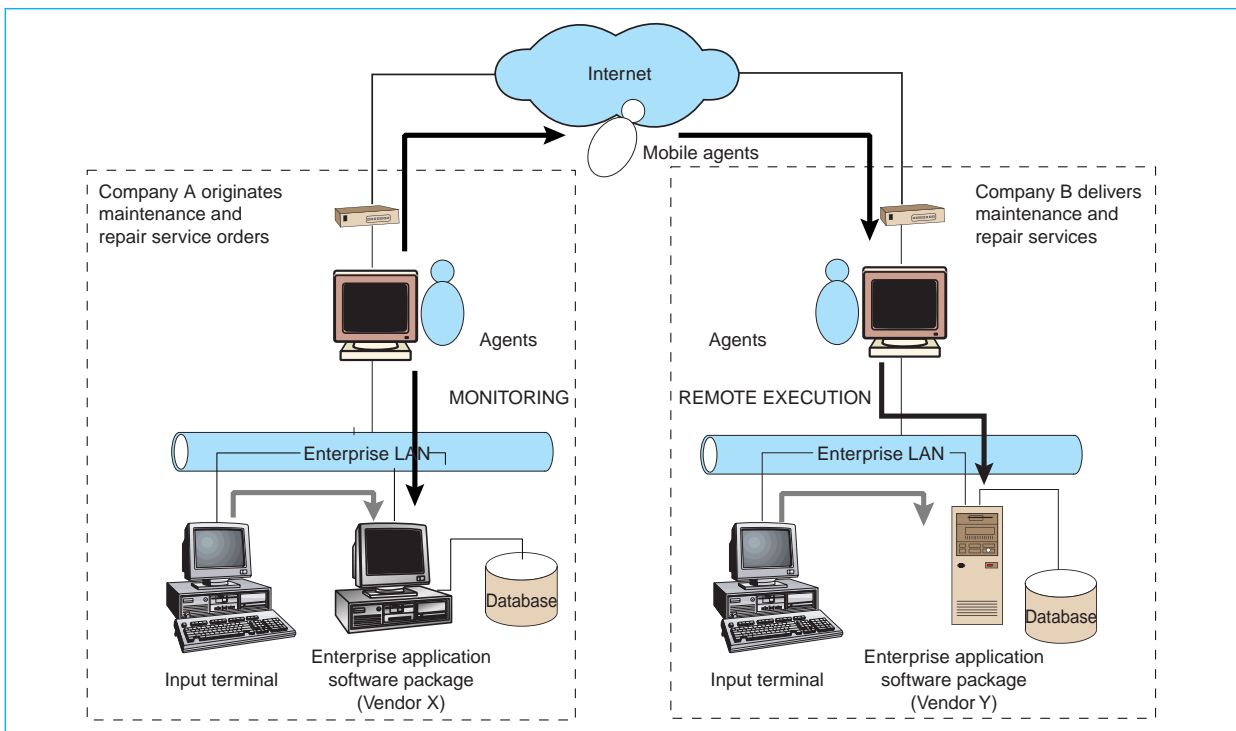 Internet
Mobile agents
Company A originates
maintenance and
repair service orders
Company B delivers
maintenance and
repair services
Agents
Agents
MONITORING
REMOTE EXECUTION
Enterprise LAN
Enterprise LAN
Database
Database
Input terminal
Enterprise application
software package
(Vendor X)
Input terminal
Enterprise application
software package
(Vendor Y)